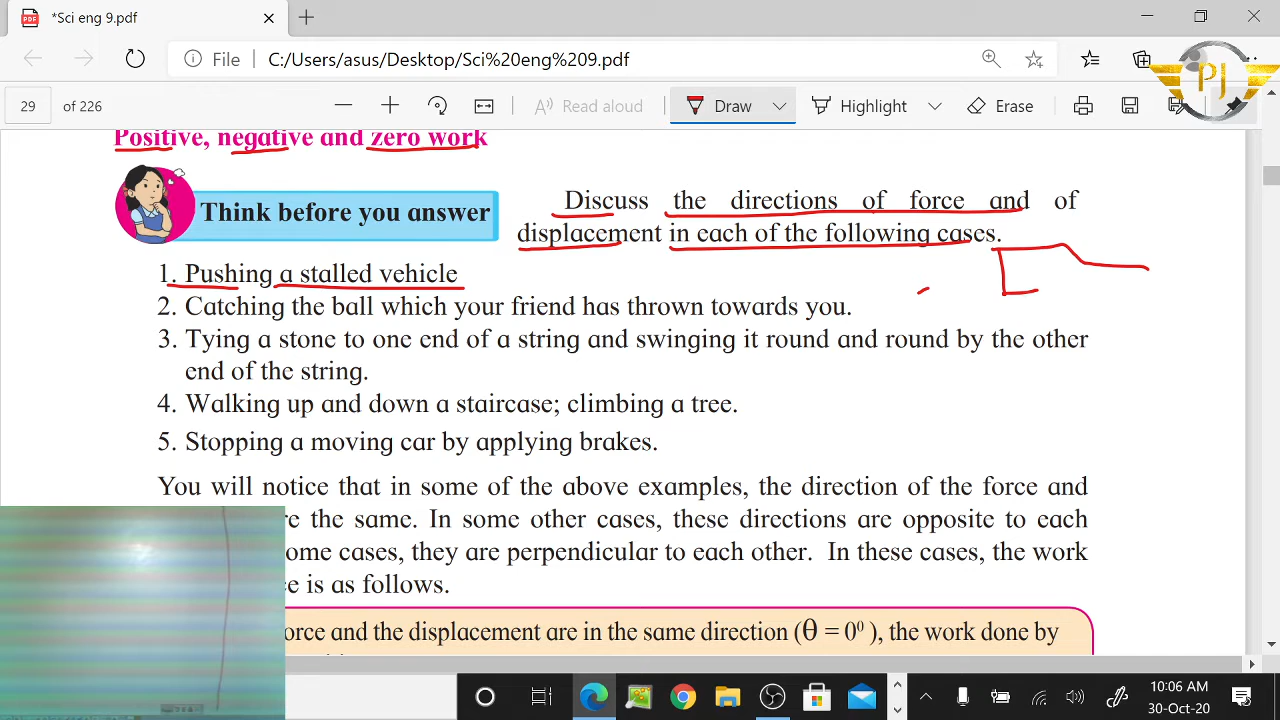 *Sci eng 9.pdf
File C:/Users/asus/Desktop/Sci%20eng%209.pdf
PJ
29 of 226 Read aloud Draw Highlight Erase
Positive, negative and zero work
Think before you answer
Discuss the directions of force and of
displacement in each of the following cases.
1. Pushing a stalled vehicle
2. Catching the ball which your friend has thrown towards you.
3. Tying a stone to one end of a string and swinging it round and round by the other
end of the string.
4. Walking up and down a staircase; climbing a tree.
5. Stopping a moving car by applying brakes.
You will notice that in some of the above examples, the direction of the force and
re the same. In some other cases, these directions are opposite to each
ome cases, they are perpendicular to each other. In these cases, the work
e is as follows.
orce and the displacement are in the same direction (θ = 0⁰ ), the work done by
10:06 AM
30-Oct-20